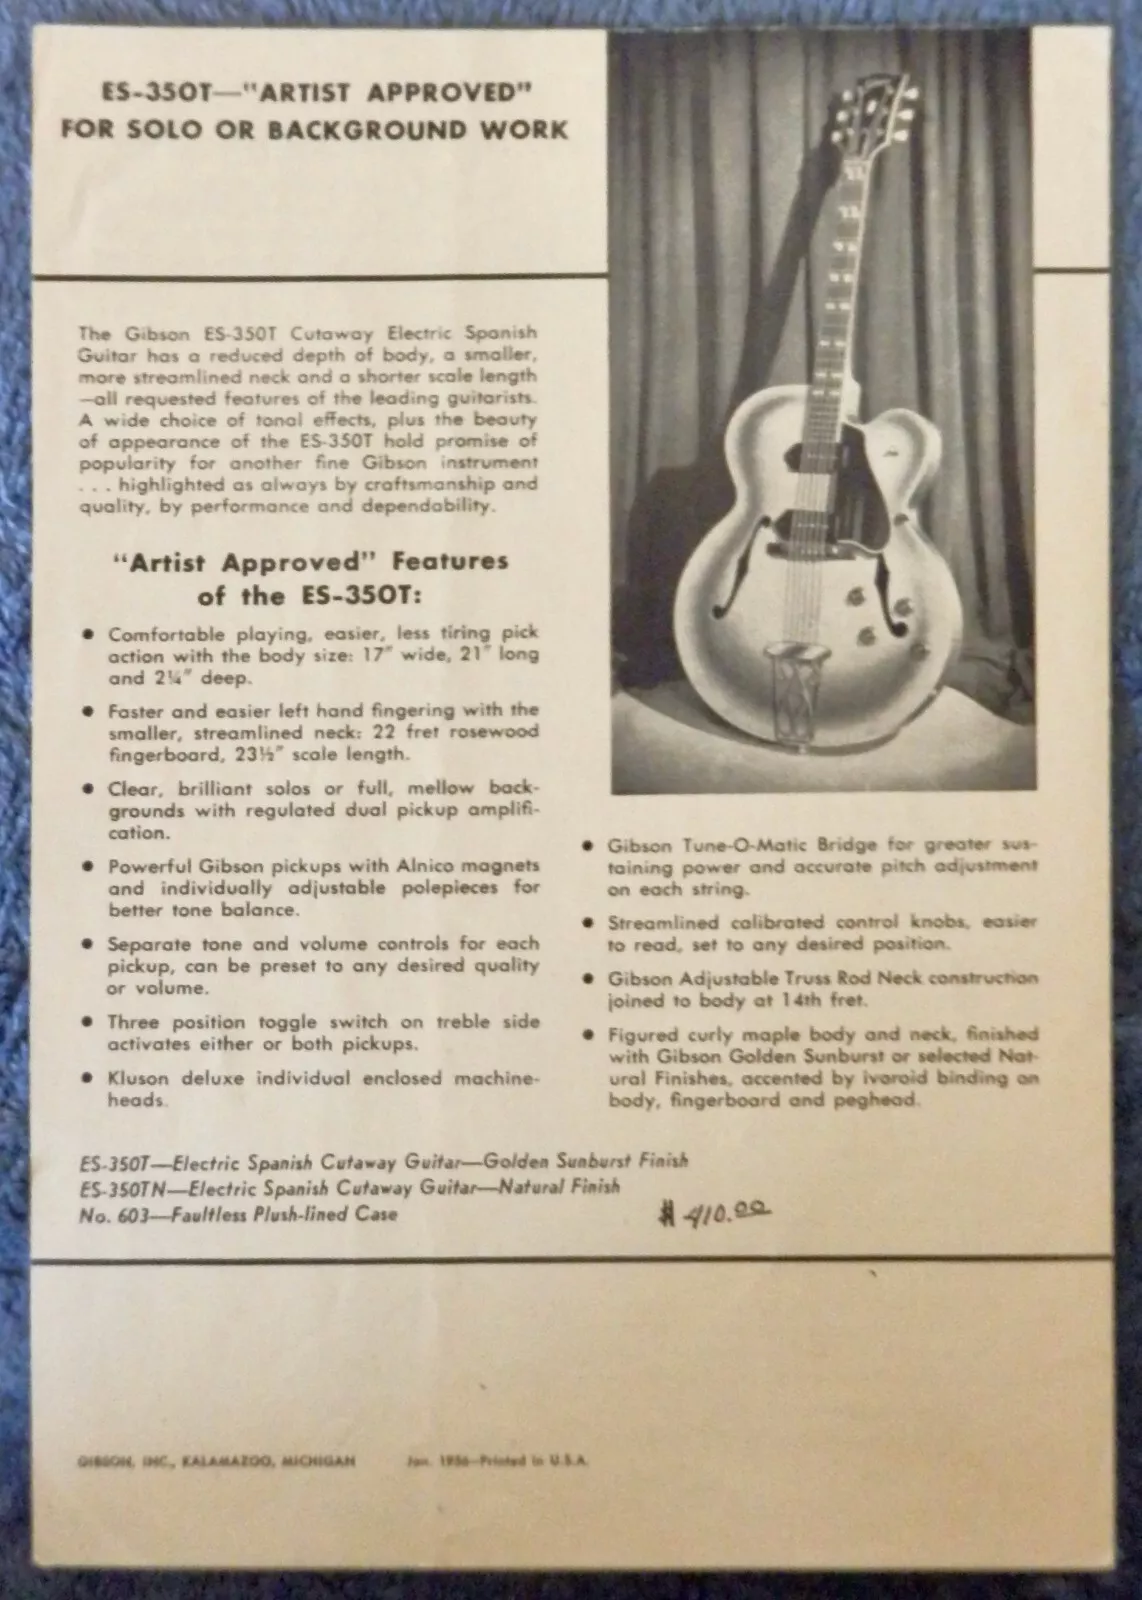 ES-350T—"ARTIST APPROVED"
FOR SOLO OR BACKGROUND WORK
The Gibson ES-350T Cutaway Electric Spanish
Guitar has a reduced depth of body, a smaller,
more streamlined neck and a shorter scale length
—all requested features of the leading guitarists.
A wide choice of tonal effects, plus the beauty
of appearance of the ES-350T hold promise of
popularity for another fine Gibson instrument
. . . highlighted as always by craftsmanship and
quality, by performance and dependability.
"Artist Approved" Features
of the ES-350T:
● Comfortable playing, easier, less tiring pick
action with the body size: 17" wide, 21" long
and 2¼" deep.
● Faster and easier left hand fingering with the
smaller, streamlined neck: 22 fret rosewood
fingerboard, 23½" scale length.
● Clear, brilliant solos or full, mellow back-
grounds with regulated dual pickup amplifi-
cation.
● Powerful Gibson pickups with Alnico magnets
and individually adjustable polepieces for
better tone balance.
● Separate tone and volume controls for each
pickup, can be preset to any desired quality
or volume.
● Three position toggle switch on treble side
activates either or both pickups.
● Kluson deluxe individual enclosed machine-
heads.
● Gibson Tune-O-Matic Bridge for greater sus-
taining power and accurate pitch adjustment
on each string.
● Streamlined calibrated control knobs, easier
to read, set to any desired position.
● Gibson Adjustable Truss Rod Neck construction
joined to body at 14th fret.
● Figured curly maple body and neck, finished
with Gibson Golden Sunburst or selected Nat-
ural Finishes, accented by ivoroid binding on
body, fingerboard and peghead.
ES-350T—Electric Spanish Cutaway Guitar—Golden Sunburst Finish
ES-350TN—Electric Spanish Cutaway Guitar—Natural Finish
No. 603—Faultless Plush-lined Case
$ 410.00
GIBSON, INC., KALAMAZOO, MICHIGAN Jan. 1956—Printed in U.S.A.